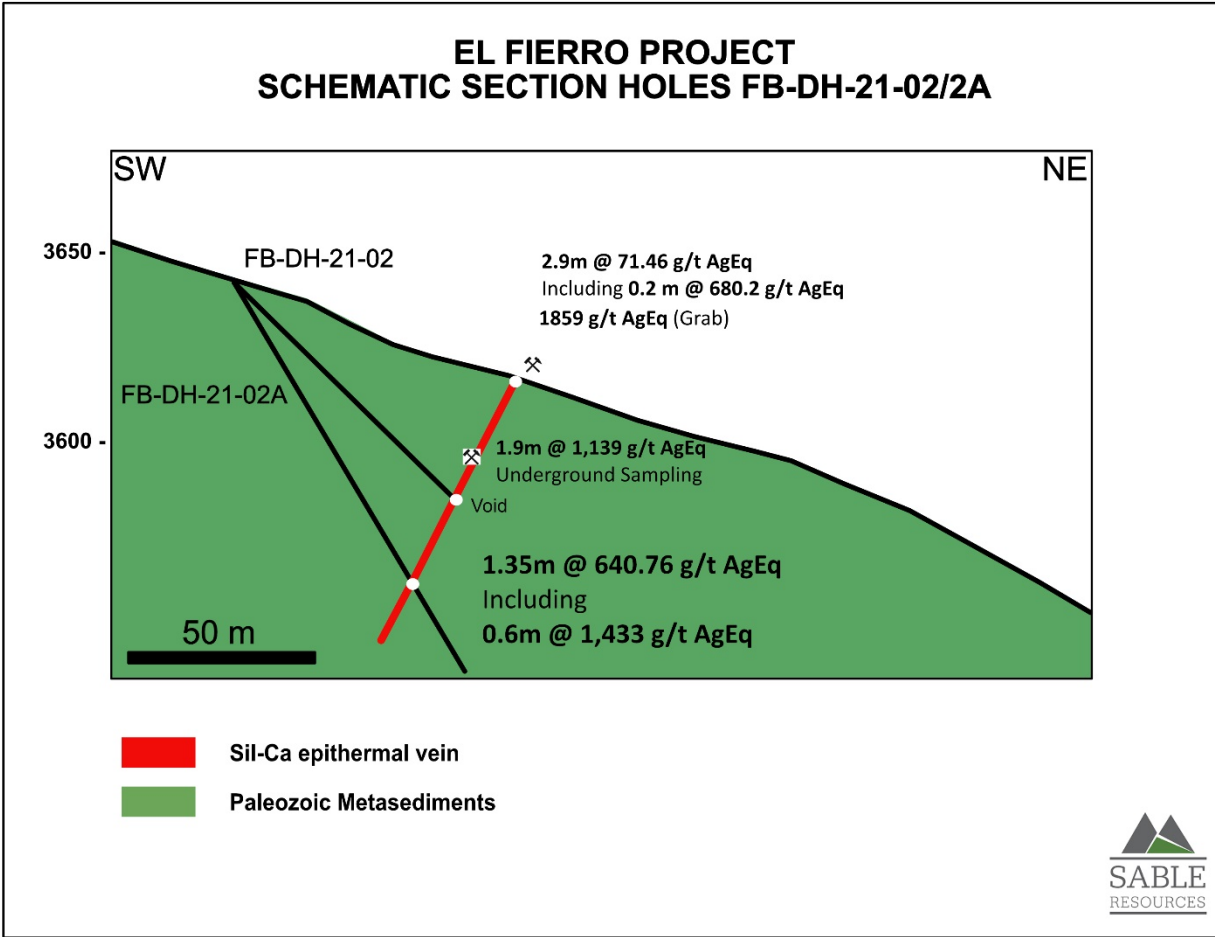 EL FIERRO PROJECT
SCHEMATIC SECTION HOLES FB-DH-21-02/2A
SW
NE
3650 -
FB-DH-21-02
2.9m @ 71.46 g/t AgEq
Including 0.2 m @ 680.2 g/t AgEq
1859 g/t AgEq (Grab)
FB-DH-21-02A
3600 -
1.9m @ 1,139 g/t AgEq
Underground Sampling
Void
1.35m @ 640.76 g/t AgEq
Including
0.6m @ 1,433 g/t AgEq
50 m
Sil-Ca epithermal vein
Paleozoic Metasediments
SABLE
RESOURCES